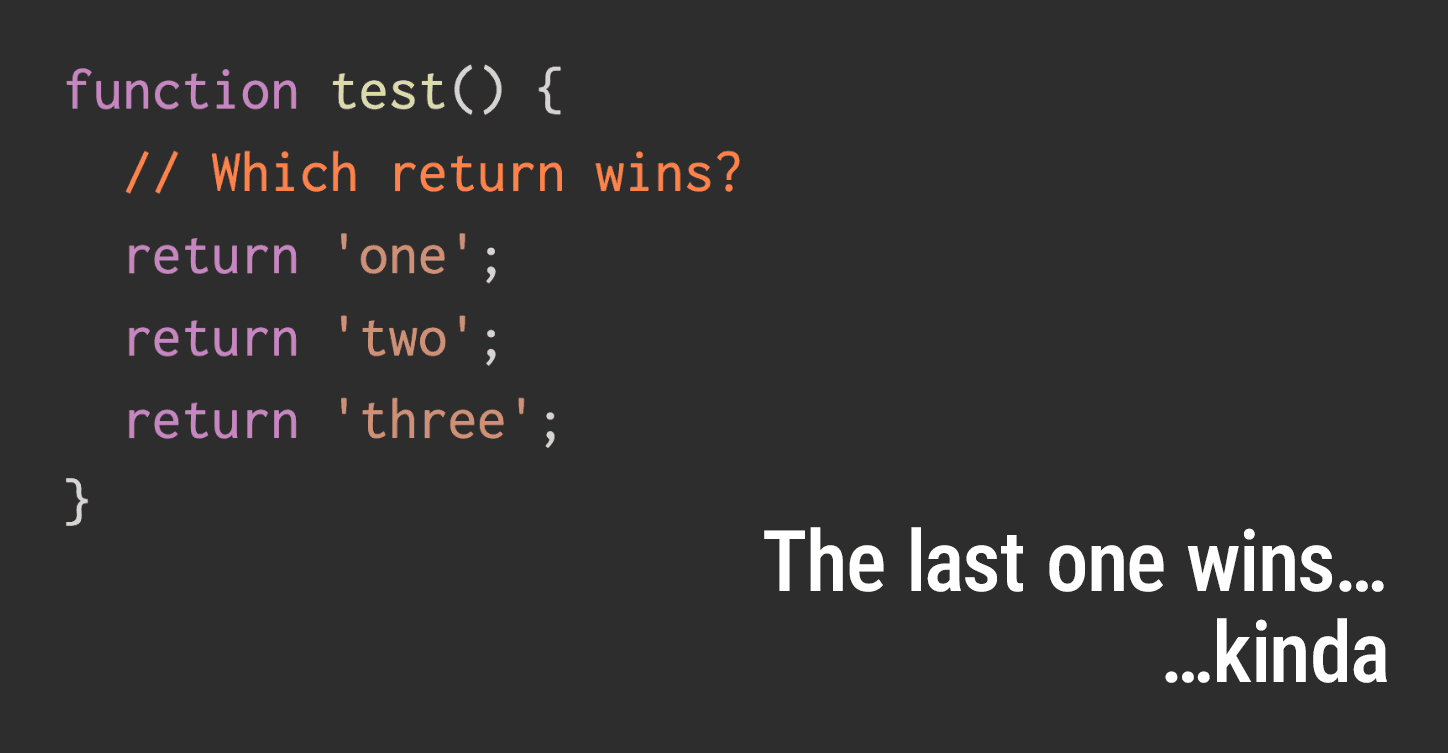 function test() {
  // Which return wins?
  return 'one';
  return 'two';
  return 'three';
}
The last one wins…
…kinda